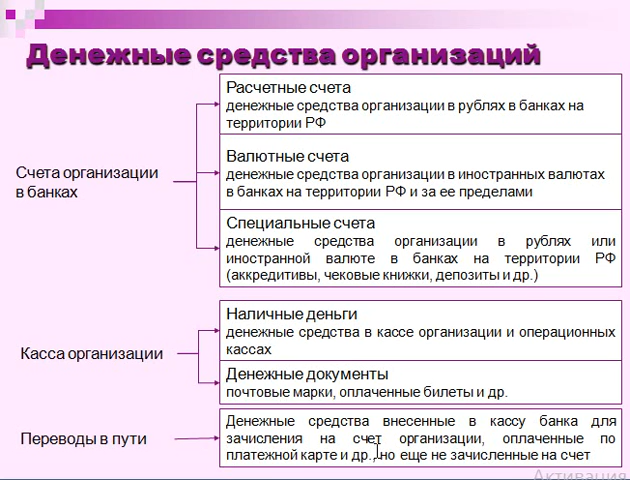 Денежные средства организаций
Счета организации
в банках
Расчетные счета
денежные средства организации в рублях в банках на
территории РФ
Валютные счета
денежные средства организации в иностранных валютах
в банках на территории РФ и за ее пределами
Специальные счета
денежные средства организации в рублях или
иностранной валюте в банках на территории РФ
(аккредитивы, чековые книжки, депозиты и др.)
Касса организации
Наличные деньги
денежные средства в кассе организации и операционных
кассах
Денежные документы
почтовые марки, оплаченные билеты и др.
Переводы в пути
Денежные средства внесенные в кассу банка для
зачисления на счет организации, оплаченные по
платежной карте и др., но еще не зачисленные на счет
Активация